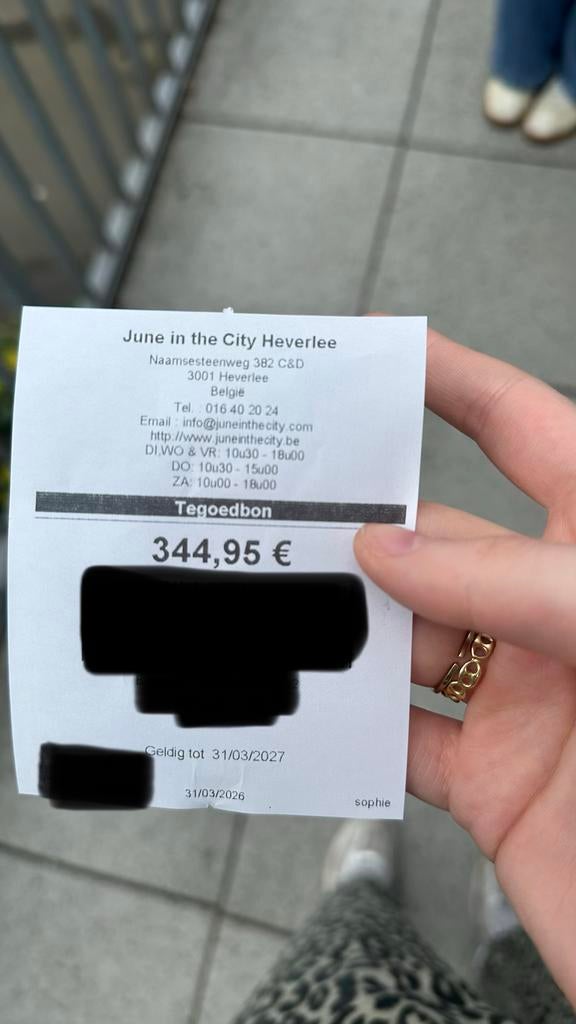 June in the City Heverlee
Naamsesteenweg 382 C&D
3001 Heverlee
België
Tel. : 016 40 20 24
Email : info@juneinthecity.com
http://www.juneinthecity.be
DI,WO & VR: 10u30 - 18u00
DO: 10u30 - 15u00
ZA: 10u00 - 18u00
Tegoedbon
344,95 €
Geldig tot 31/03/2027
31/03/2026
sophie